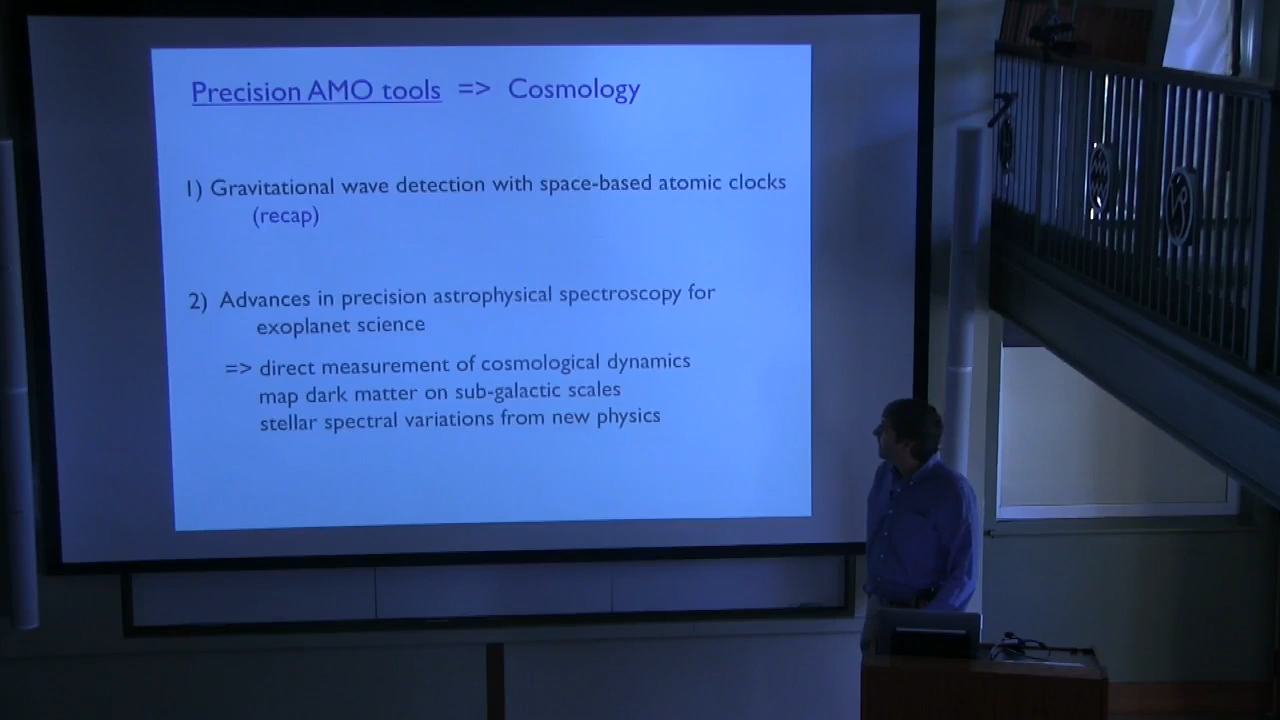 Precision AMO tools => Cosmology
1) Gravitational wave detection with space-based atomic clocks
(recap)
2) Advances in precision astrophysical spectroscopy for
exoplanet science
=> direct measurement of cosmological dynamics
map dark matter on sub-galactic scales
stellar spectral variations from new physics